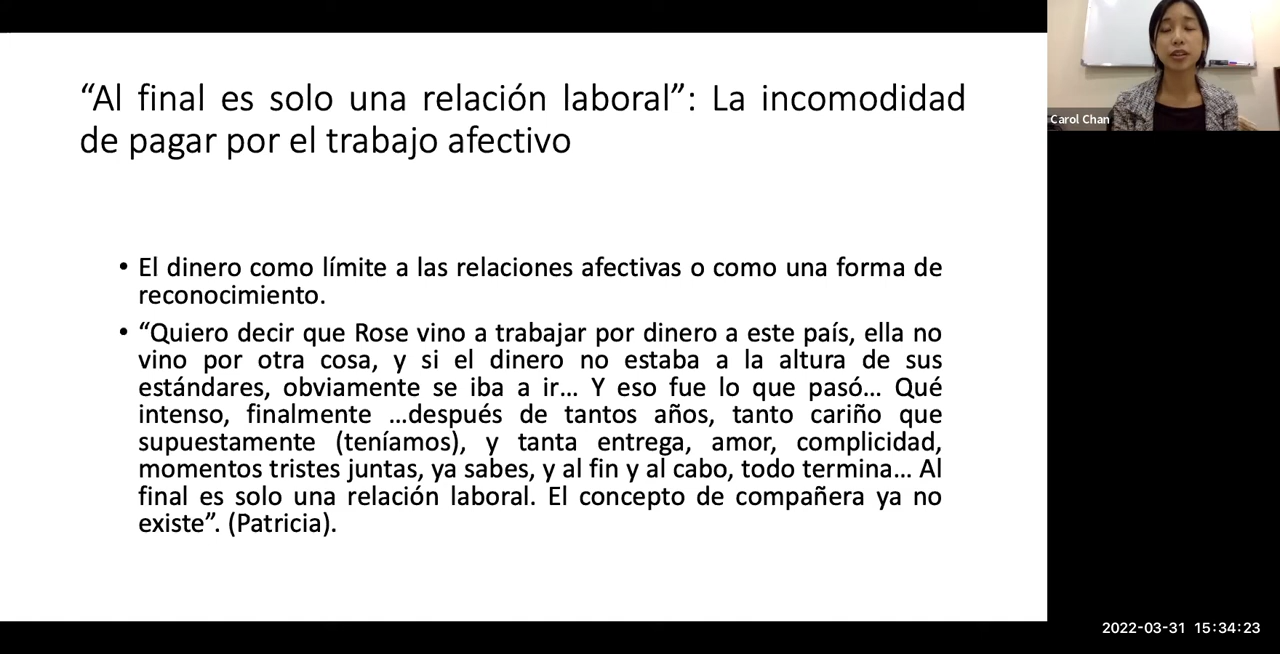 “Al final es solo una relación laboral”: La incomodidad
de pagar por el trabajo afectivo
• El dinero como límite a las relaciones afectivas o como una forma de
reconocimiento.
• “Quiero decir que Rose vino a trabajar por dinero a este país, ella no
vino por otra cosa, y si el dinero no estaba a la altura de sus
estándares, obviamente se iba a ir... Y eso fue lo que pasó... Qué
intenso, finalmente ...después de tantos años, tanto cariño que
supuestamente (teníamos), y tanta entrega, amor, complicidad,
momentos tristes juntas, ya sabes, y al fin y al cabo, todo termina... Al
final es solo una relación laboral. El concepto de compañera ya no
existe”. (Patricia).
Carol Chan
2022-03-31 15:34:23